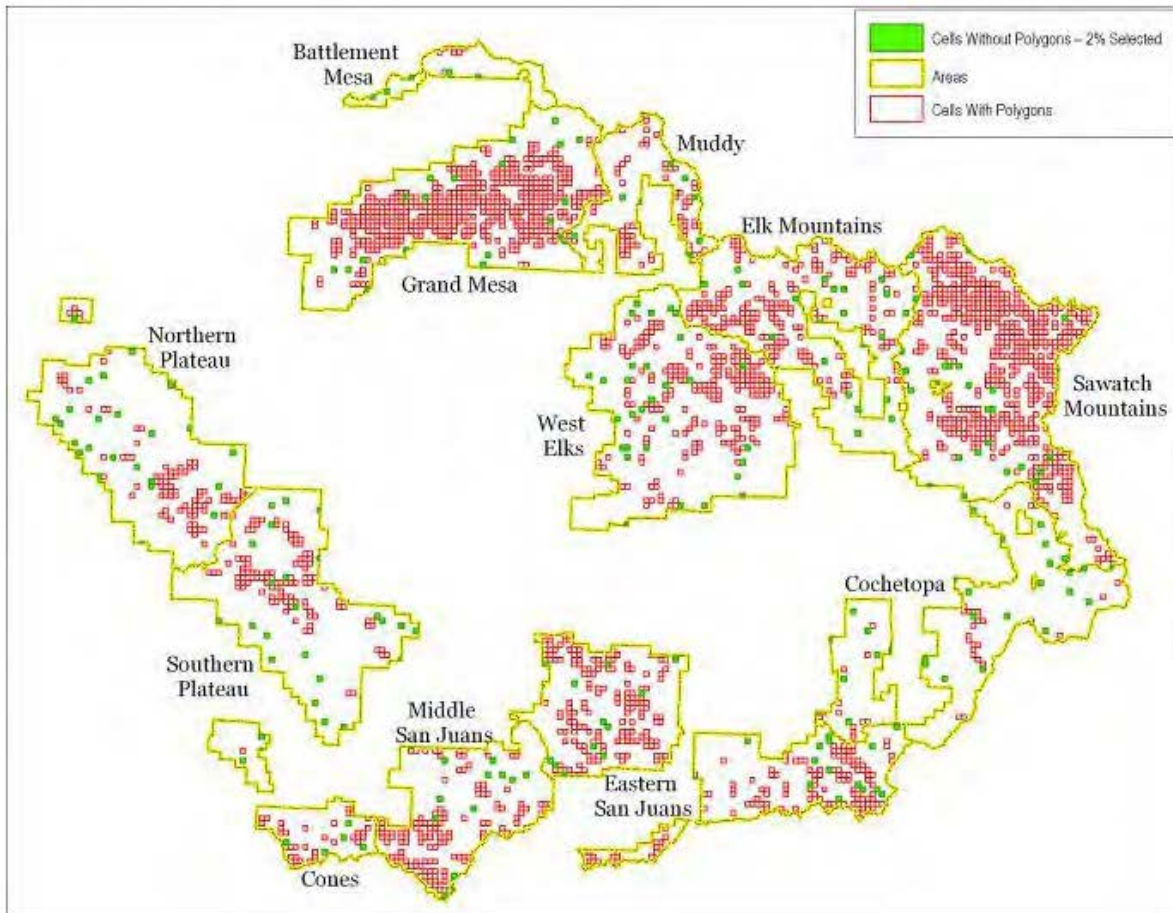 Cells Without Polygons – 2% Selected
Areas
Cells With Polygons
Battlement
Mesa
Muddy
Elk Mountains
Grand Mesa
Northern
Plateau
Sawatch
Mountains
West
Elks
Cochetopa
Southern
Plateau
Middle
San Juans
Eastern
San Juans
Cones